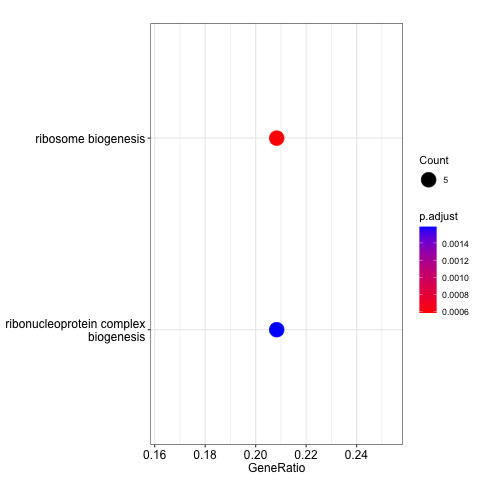 ribosome biogenesis
ribonucleoprotein complex
biogenesis
0.16 0.18 0.20 0.22 0.24
GeneRatio
Count
5
p.adjust
0.0014
0.0012
0.0010
0.0008
0.0006